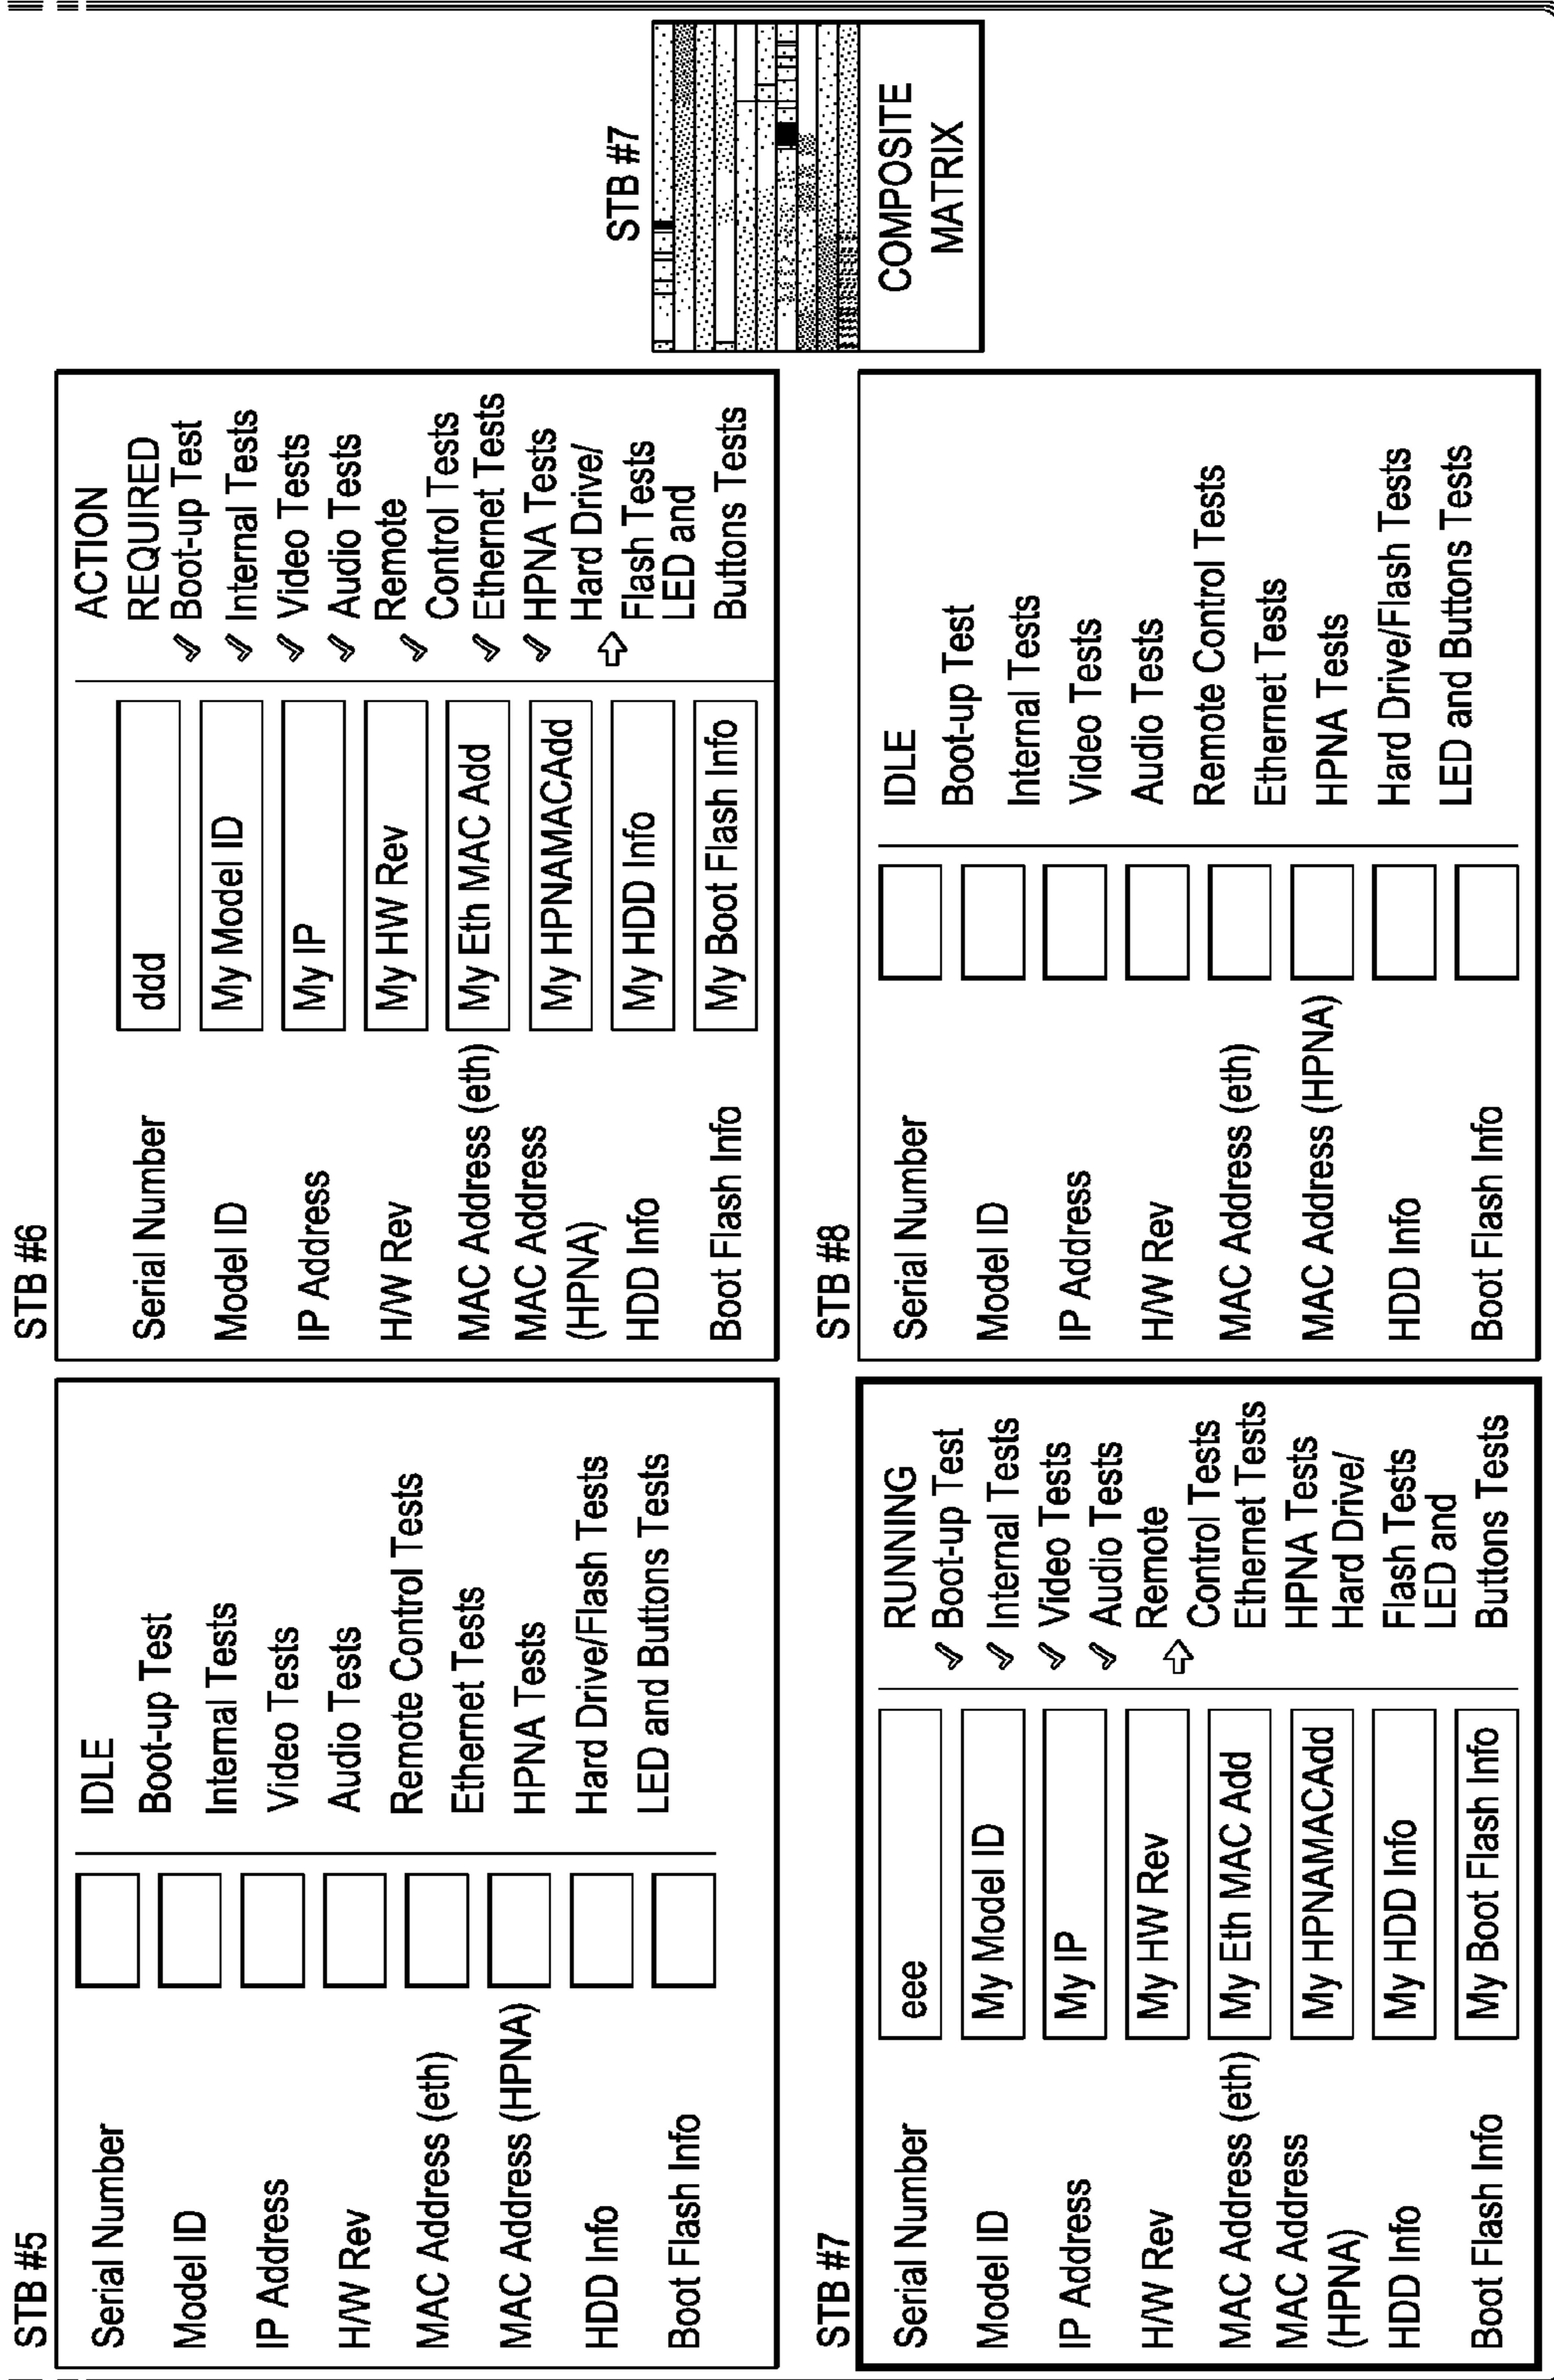 STB #5
Serial Number
Model ID
IP Address
H/W Rev
MAC Address (eth)
MAC Address (HPNA)
HDD Info
Boot Flash Info
IDLE
Boot-up Test
Internal Tests
Video Tests
Audio Tests
Remote Control Tests
Ethernet Tests
HPNA Tests
Hard Drive/Flash Tests
LED and Buttons Tests
STB #6
Serial Number
ddd
Model ID
My Model ID
IP Address
My IP
H/W Rev
My HW Rev
MAC Address (eth)
My Eth MAC Add
MAC Address
(HPNA)
My HPNAMACAdd
HDD Info
My HDD Info
Boot Flash Info
My Boot Flash Info
ACTION
REQUIRED
Boot-up Test
Internal Tests
Video Tests
Audio Tests
Remote
Control Tests
Ethernet Tests
HPNA Tests
Hard Drive/
Flash Tests
LED and
Buttons Tests
STB #7
Serial Number
eee
Model ID
My Model ID
IP Address
My IP
H/W Rev
My HW Rev
MAC Address (eth)
My Eth MAC Add
MAC Address
(HPNA)
My HPNAMACAdd
HDD Info
My HDD Info
Boot Flash Info
My Boot Flash Info
RUNNING
Boot-up Test
Internal Tests
Video Tests
Audio Tests
Remote
Control Tests
Ethernet Tests
HPNA Tests
Hard Drive/
Flash Tests
LED and
Buttons Tests
STB #8
Serial Number
Model ID
IP Address
H/W Rev
MAC Address (eth)
MAC Address (HPNA)
HDD Info
Boot Flash Info
IDLE
Boot-up Test
Internal Tests
Video Tests
Audio Tests
Remote Control Tests
Ethernet Tests
HPNA Tests
Hard Drive/Flash Tests
LED and Buttons Tests
STB #7
COMPOSITE
MATRIX